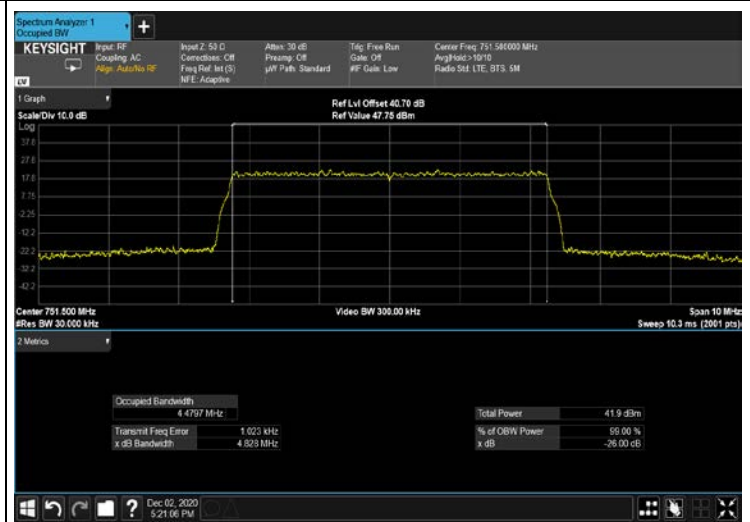 Spectrum Analyzer 1
Occupied BW
+
KEYSIGHT
Input: RF
Coupling: AC
Align: Auto/No RF
Input Z: 50 Ω
Corrections: Off
Freq Ref: Int (S)
NFE: Adaptive
Atten: 30 dB
Preamp: Off
µW Path: Standard
Trig: Free Run
Gate: Off
#IF Gain: Low
Center Freq: 751.500000 MHz
Avg|Hold:>10/10
Radio Std: LTE, BTS, 5M
1 Graph
Scale/Div 10.0 dB
Ref Lvl Offset 40.70 dB
Ref Value 47.75 dBm
Log
37.8
27.8
17.8
7.75
-2.25
-12.2
-22.2
-32.2
-42.2
Center 751.500 MHz
#Res BW 30.000 kHz
Video BW 300.00 kHz
Span 10 MHz
Sweep 10.3 ms (2001 pts)
2 Metrics
Occupied Bandwidth
4.4797 MHz
Transmit Freq Error 1.023 kHz
x dB Bandwidth 4.828 MHz
Total Power 41.9 dBm
% of OBW Power 99.00 %
x dB -26.00 dB
?
Dec 02, 2020
5:21:06 PM